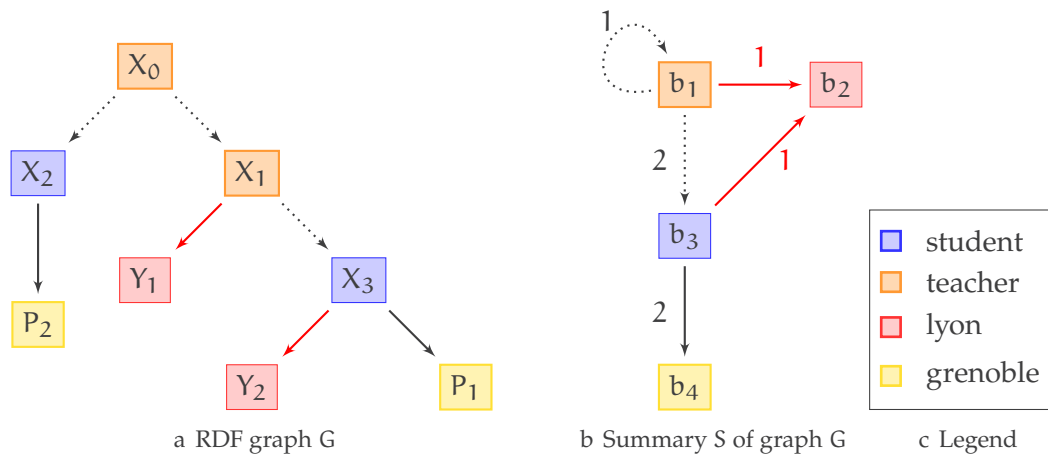 X0
X2
X1
Y1
X3
P2
Y2
P1
a RDF graph G
1
b1
1
b2
2
1
b3
2
b4
b Summary S of graph G
student
teacher
lyon
grenoble
c Legend